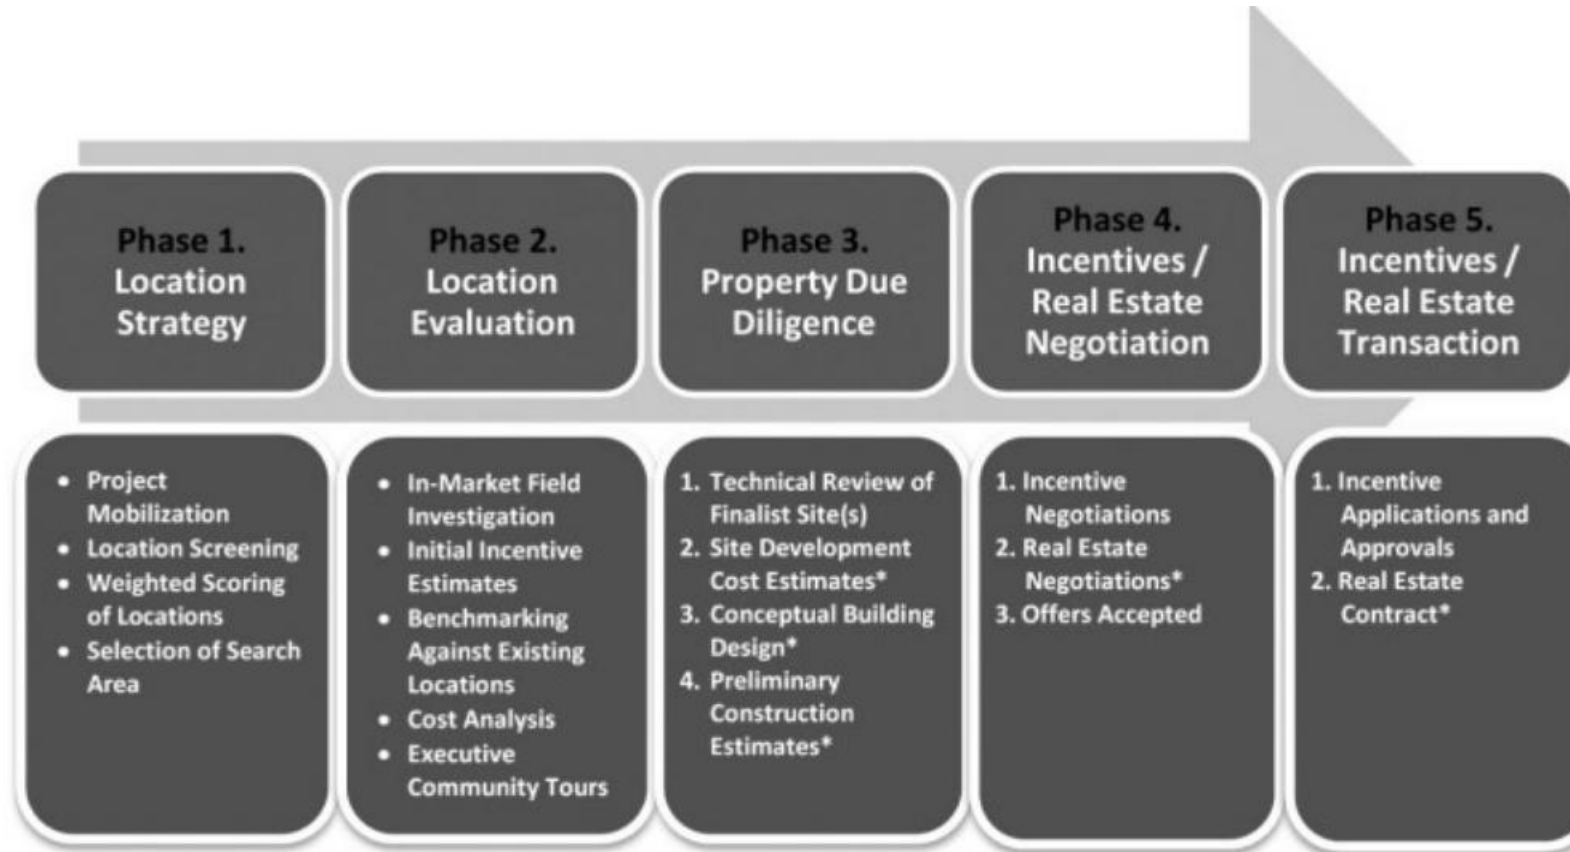 Phase 1.
Location
Strategy
Phase 2.
Location
Evaluation
Phase 3.
Property Due
Diligence
Phase 4.
Incentives /
Real Estate
Negotiation
Phase 5.
Incentives /
Real Estate
Transaction
• Project
Mobilization
• Location Screening
• Weighted Scoring
of Locations
• Selection of Search
Area
• In-Market Field
Investigation
• Initial Incentive
Estimates
• Benchmarking
Against Existing
Locations
• Cost Analysis
• Executive
Community Tours
1. Technical Review of
Finalist Site(s)
2. Site Development
Cost Estimates*
3. Conceptual Building
Design*
4. Preliminary
Construction
Estimates*
1. Incentive
Negotiations
2. Real Estate
Negotiations*
3. Offers Accepted
1. Incentive
Applications and
Approvals
2. Real Estate
Contract*